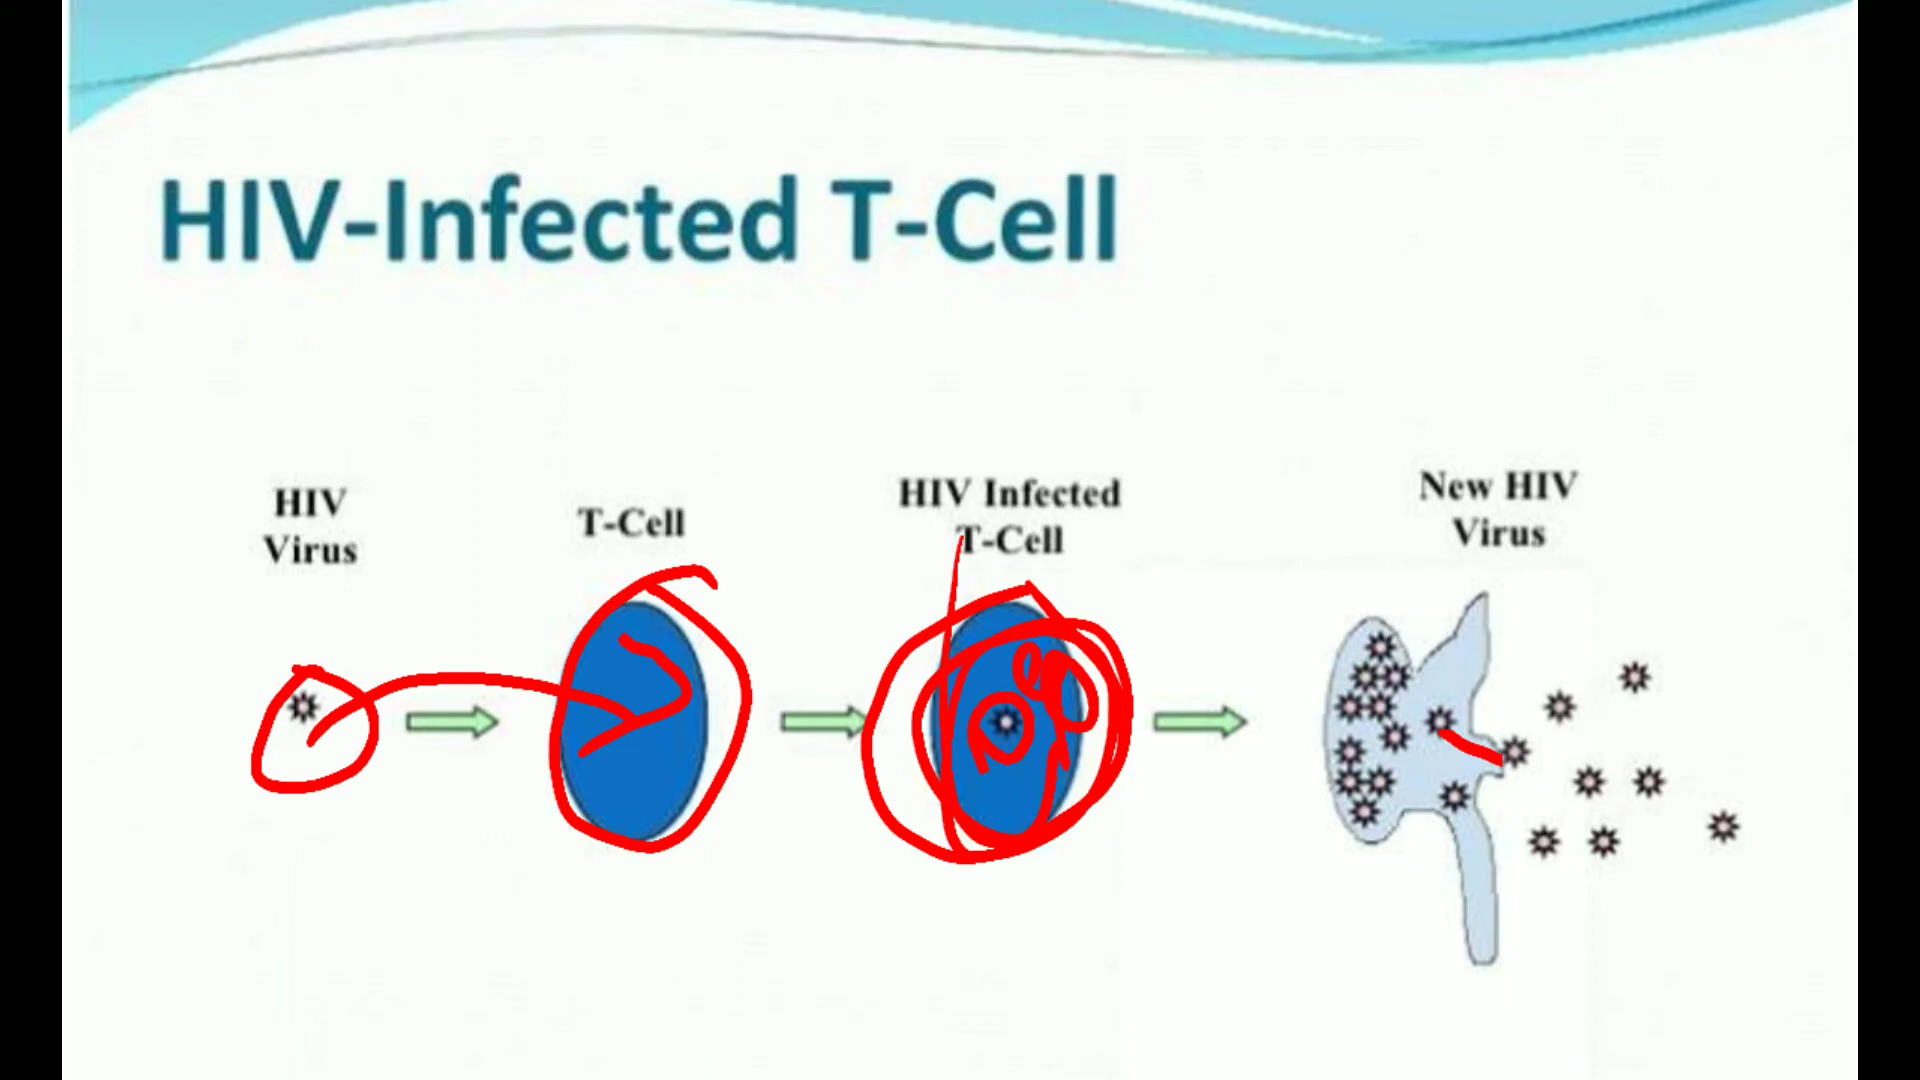 HIV-Infected T-Cell
HIV
Virus
T-Cell
HIV Infected
T-Cell
New HIV
Virus